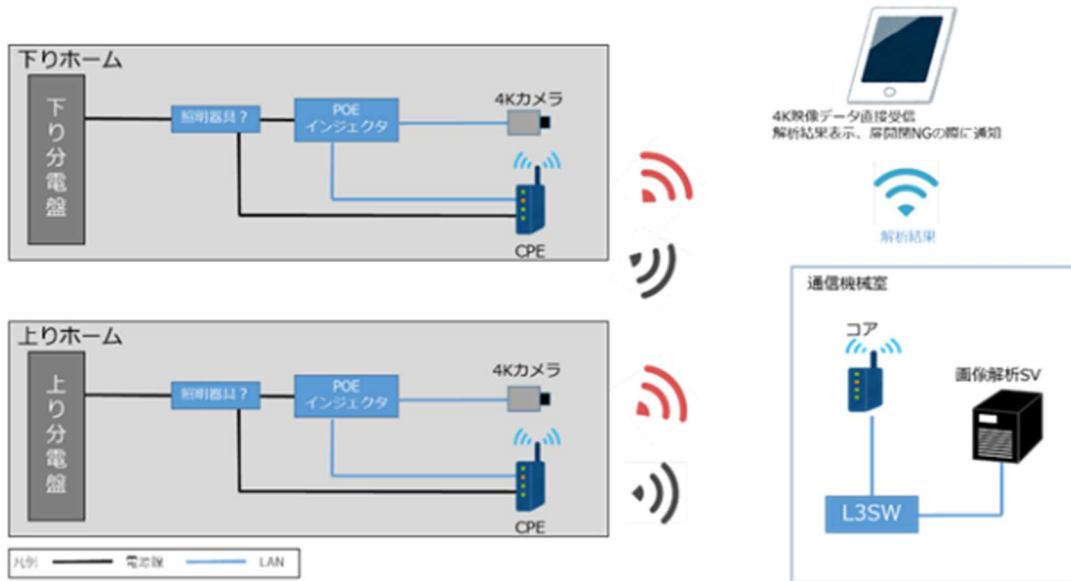 下りホーム
下り分電盤
照明器具？
POE
インジェクタ
4Kカメラ
CPE
上りホーム
上り分電盤
照明器具？
POE
インジェクタ
4Kカメラ
CPE
凡例
電源線
LAN
4K映像データ直接受信
解析結果表示、扉開閉NGの際に通知
解析結果
通信機械室
コア
画像解析SV
L3SW